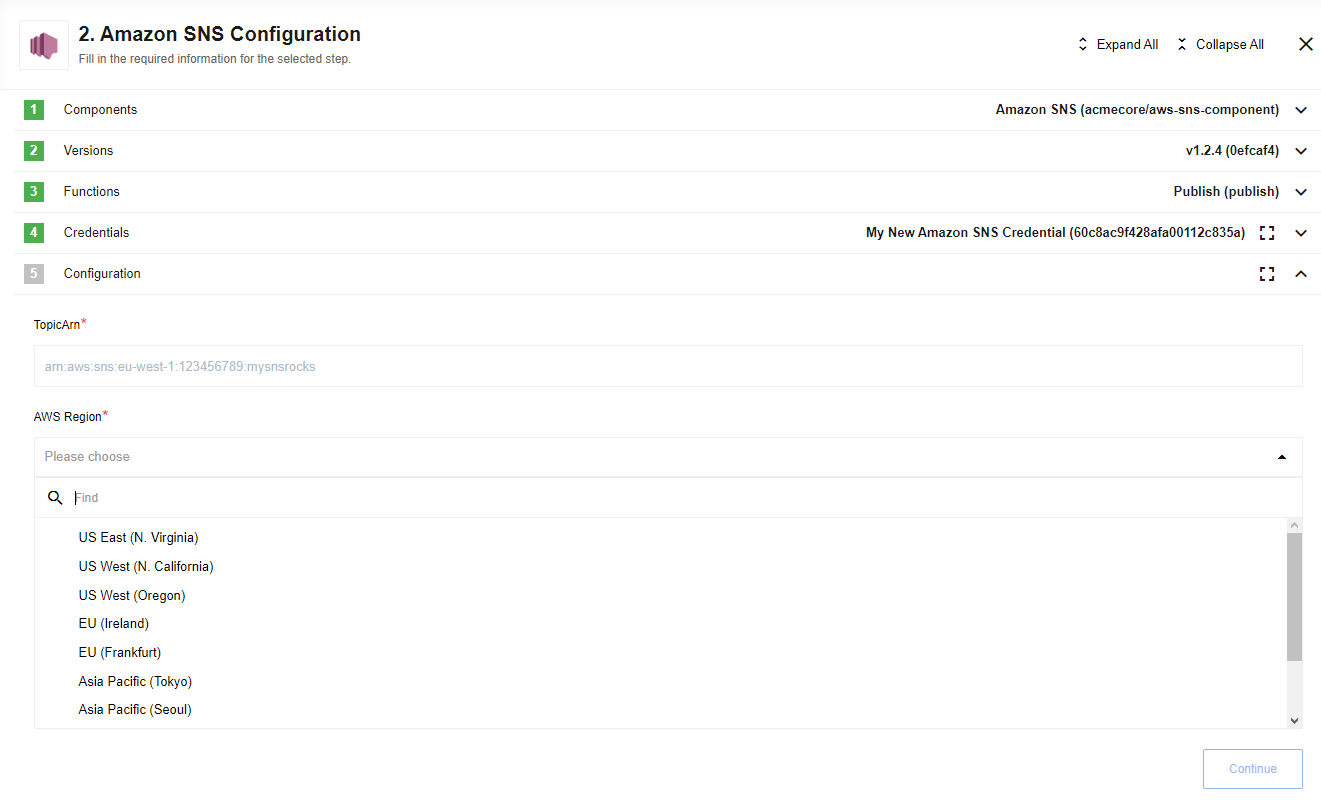 2. Amazon SNS Configuration
Fill in the required information for the selected step.
Expand All
Collapse All
1 Components Amazon SNS (acmecore/aws-sns-component)
2 Versions v1.2.4 (0efcaf4)
3 Functions Publish (publish)
4 Credentials My New Amazon SNS Credential (60c8ac9f428afa00112c835a)
5 Configuration
TopicArn*
arn:aws:sns:eu-west-1:123456789:mysnsrocks
AWS Region*
Please choose
Find
US East (N. Virginia)
US West (N. California)
US West (Oregon)
EU (Ireland)
EU (Frankfurt)
Asia Pacific (Tokyo)
Asia Pacific (Seoul)
Continue